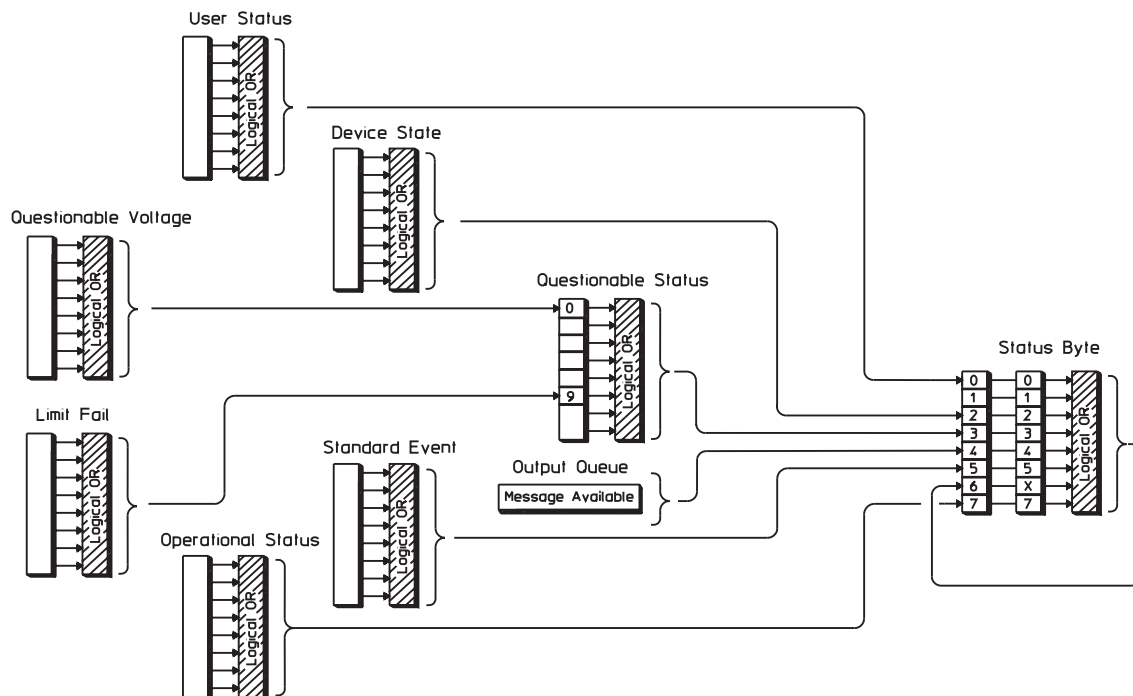 User Status
Logical OR
Device State
Logical OR
Questionable Voltage
Logical OR
Questionable Status
0
9
Logical OR
Status Byte
0 0
1 1
2 2
3 3
4 4
5 5
6 X
7 7
Logical OR
Limit Fail
Logical OR
Standard Event
Logical OR
Output Queue
Message Available
Operational Status
Logical OR